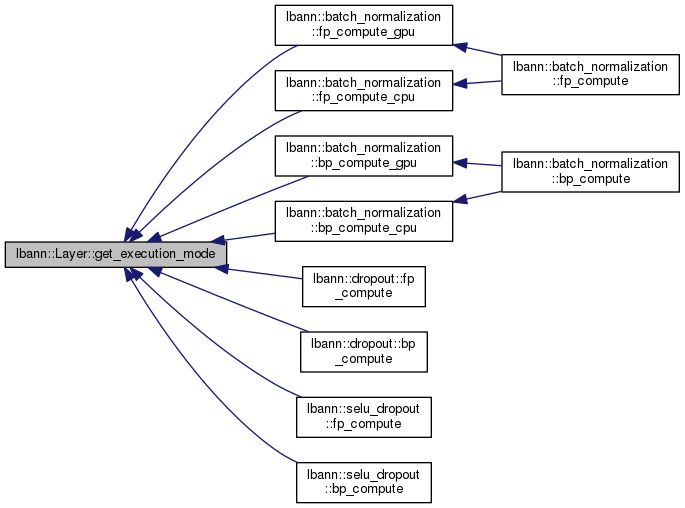 lbann::batch_normalization
::fp_compute_gpu
lbann::batch_normalization
::fp_compute
lbann::batch_normalization
::fp_compute_cpu
lbann::batch_normalization
::bp_compute_gpu
lbann::batch_normalization
::bp_compute
lbann::batch_normalization
::bp_compute_cpu
lbann::Layer::get_execution_mode
lbann::dropout::fp
_compute
lbann::dropout::bp
_compute
lbann::selu_dropout
::fp_compute
lbann::selu_dropout
::bp_compute